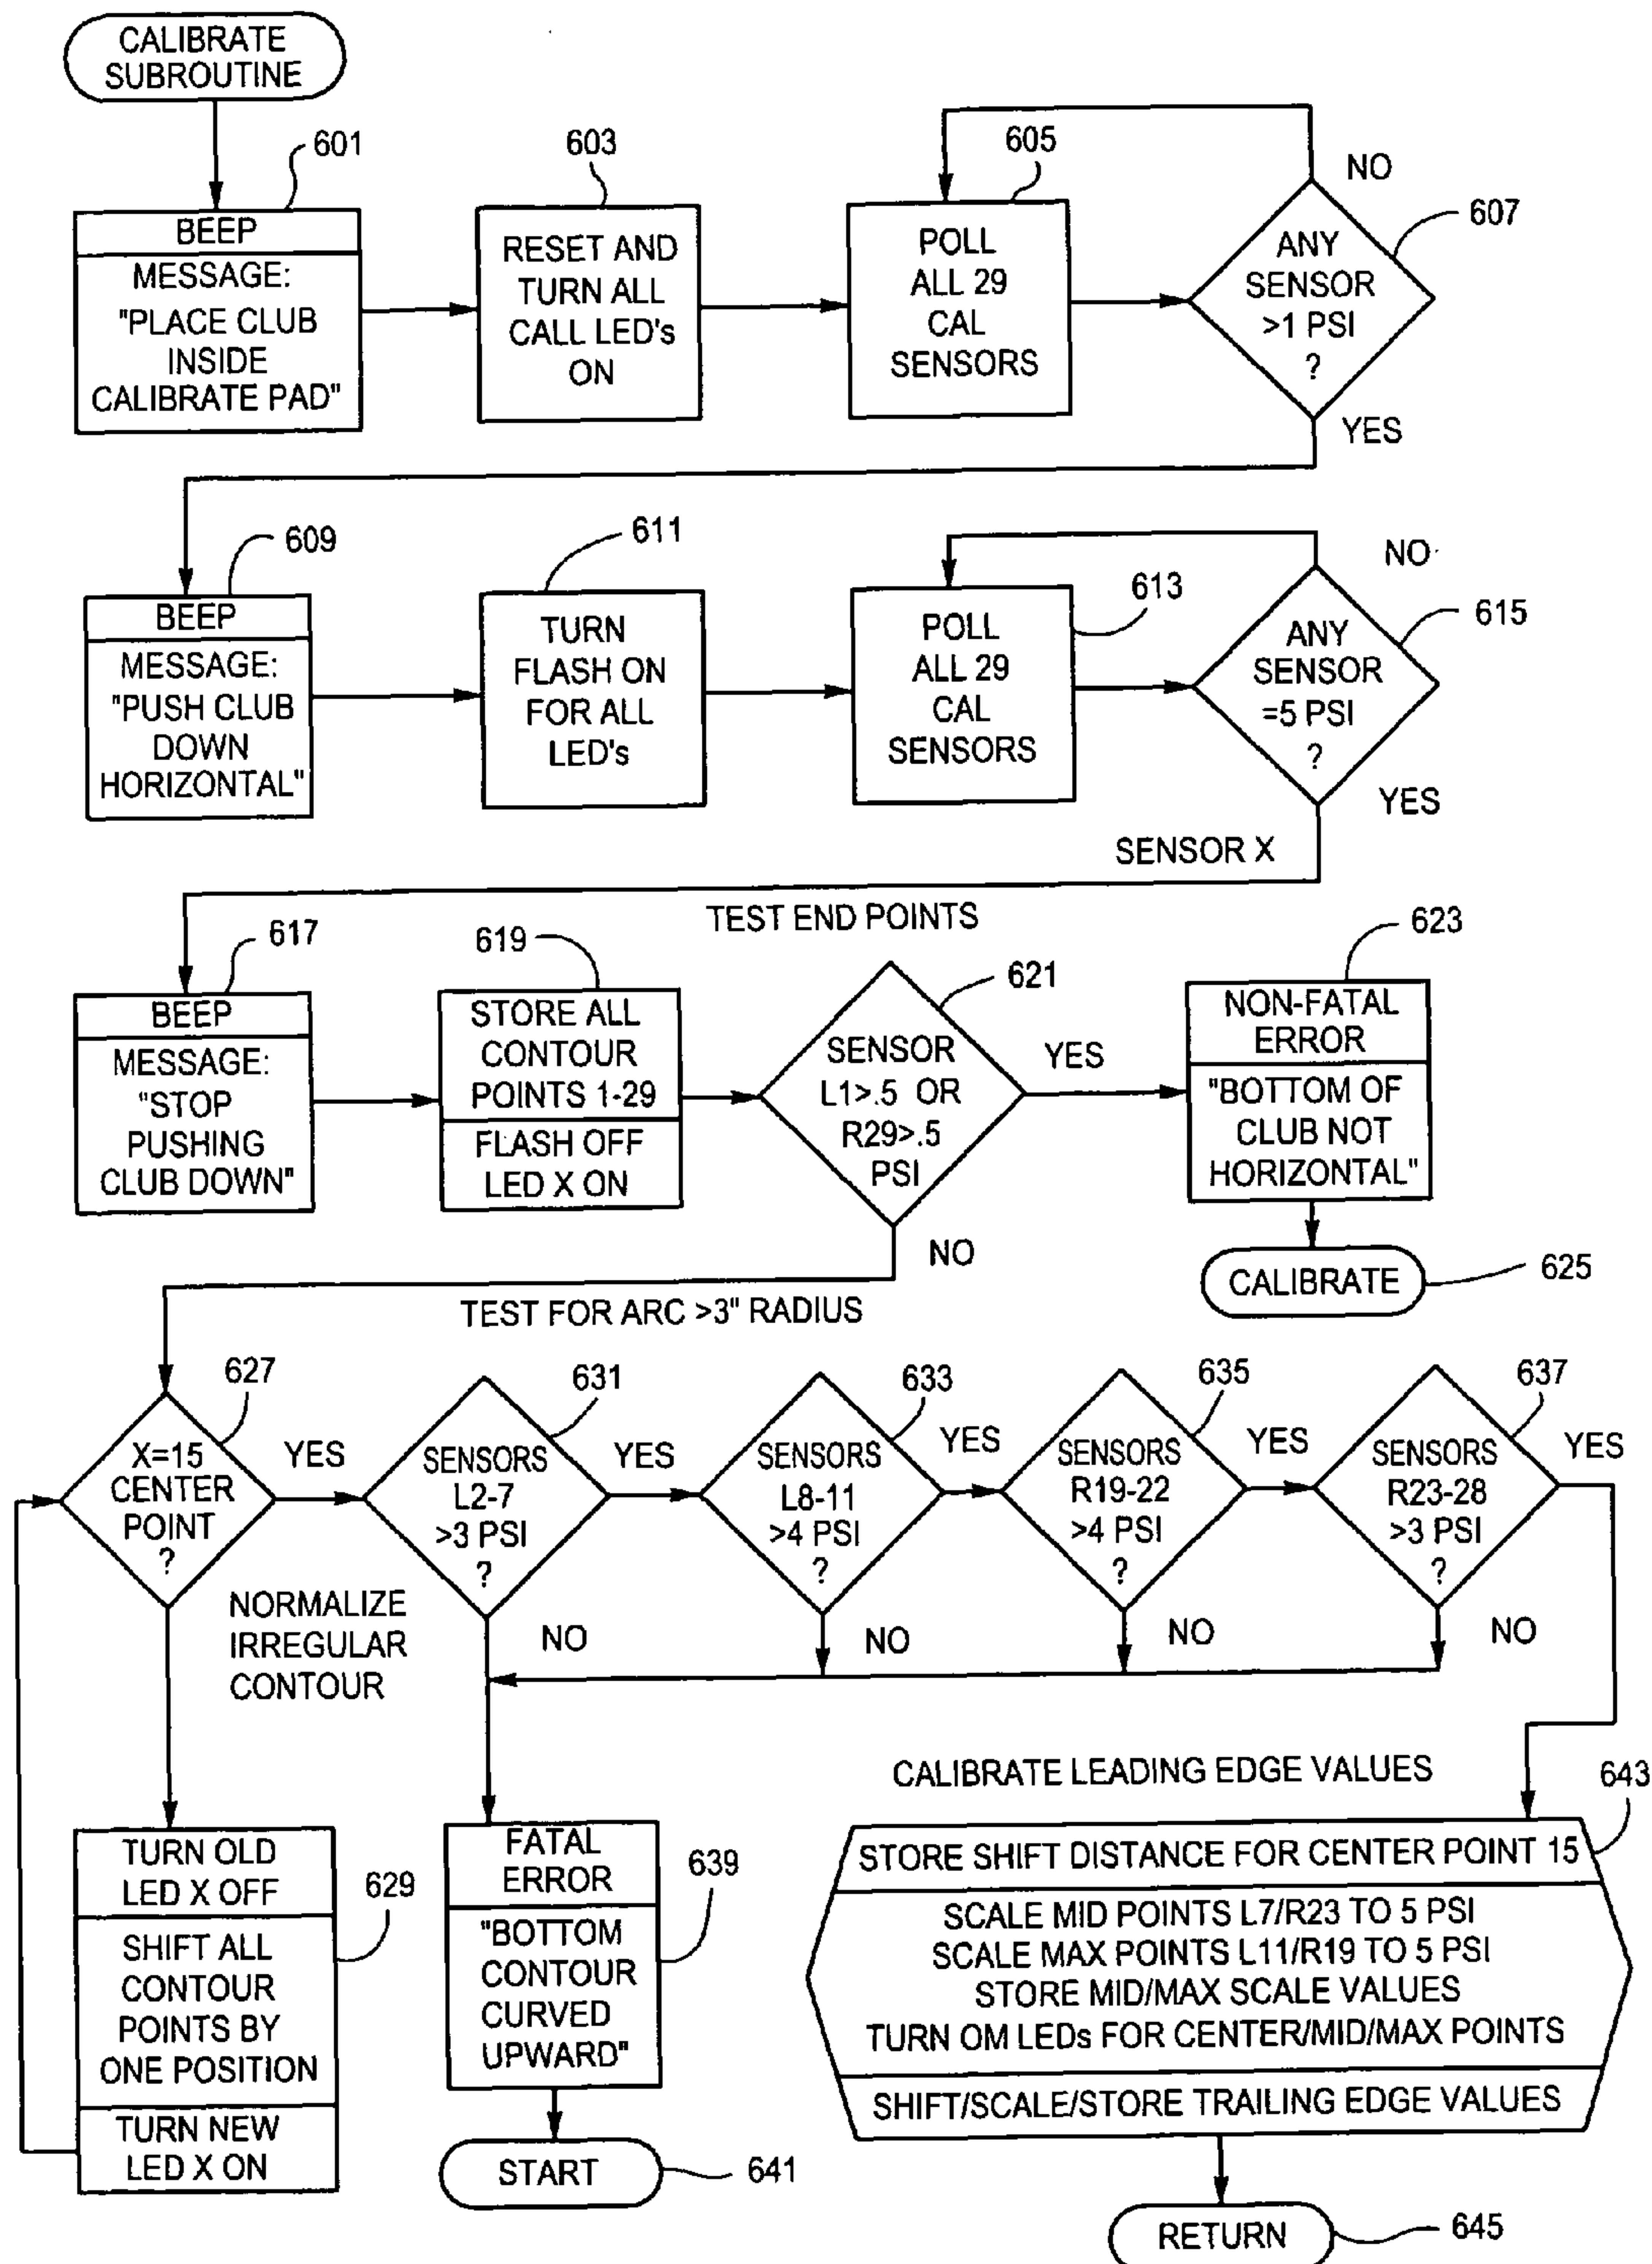 CALIBRATE
SUBROUTINE
601
BEEP
MESSAGE:
"PLACE CLUB
INSIDE
CALIBRATE PAD"
603
RESET AND
TURN ALL
CALL LED's
ON
605
POLL
ALL 29
CAL
SENSORS
NO
607
ANY
SENSOR
>1 PSI
?
YES
609
BEEP
MESSAGE:
"PUSH CLUB
DOWN
HORIZONTAL"
611
TURN
FLASH ON
FOR ALL
LED's
613
POLL
ALL 29
CAL
SENSORS
NO
615
ANY
SENSOR
=5 PSI
?
YES
SENSOR X
TEST END POINTS
617
BEEP
MESSAGE:
"STOP
PUSHING
CLUB DOWN"
619
STORE ALL
CONTOUR
POINTS 1-29
FLASH OFF
LED X ON
621
SENSOR
L1>.5 OR
R29>.5
PSI
YES
NO
623
NON-FATAL
ERROR
"BOTTOM OF
CLUB NOT
HORIZONTAL"
CALIBRATE
625
TEST FOR ARC >3" RADIUS
627
X=15
CENTER
POINT
?
YES
631
SENSORS
L2-7
>3 PSI
?
YES
NO
633
SENSORS
L8-11
>4 PSI
?
YES
NO
635
SENSORS
R19-22
>4 PSI
?
YES
NO
637
SENSORS
R23-28
>3 PSI
?
YES
NO
NORMALIZE
IRREGULAR
CONTOUR
TURN OLD
LED X OFF
SHIFT ALL
CONTOUR
POINTS BY
ONE POSITION
TURN NEW
LED X ON
629
FATAL
ERROR
"BOTTOM
CONTOUR
CURVED
UPWARD"
639
START
641
CALIBRATE LEADING EDGE VALUES
643
STORE SHIFT DISTANCE FOR CENTER POINT 15
SCALE MID POINTS L7/R23 TO 5 PSI
SCALE MAX POINTS L11/R19 TO 5 PSI
STORE MID/MAX SCALE VALUES
TURN OM LEDs FOR CENTER/MID/MAX POINTS
SHIFT/SCALE/STORE TRAILING EDGE VALUES
RETURN
645